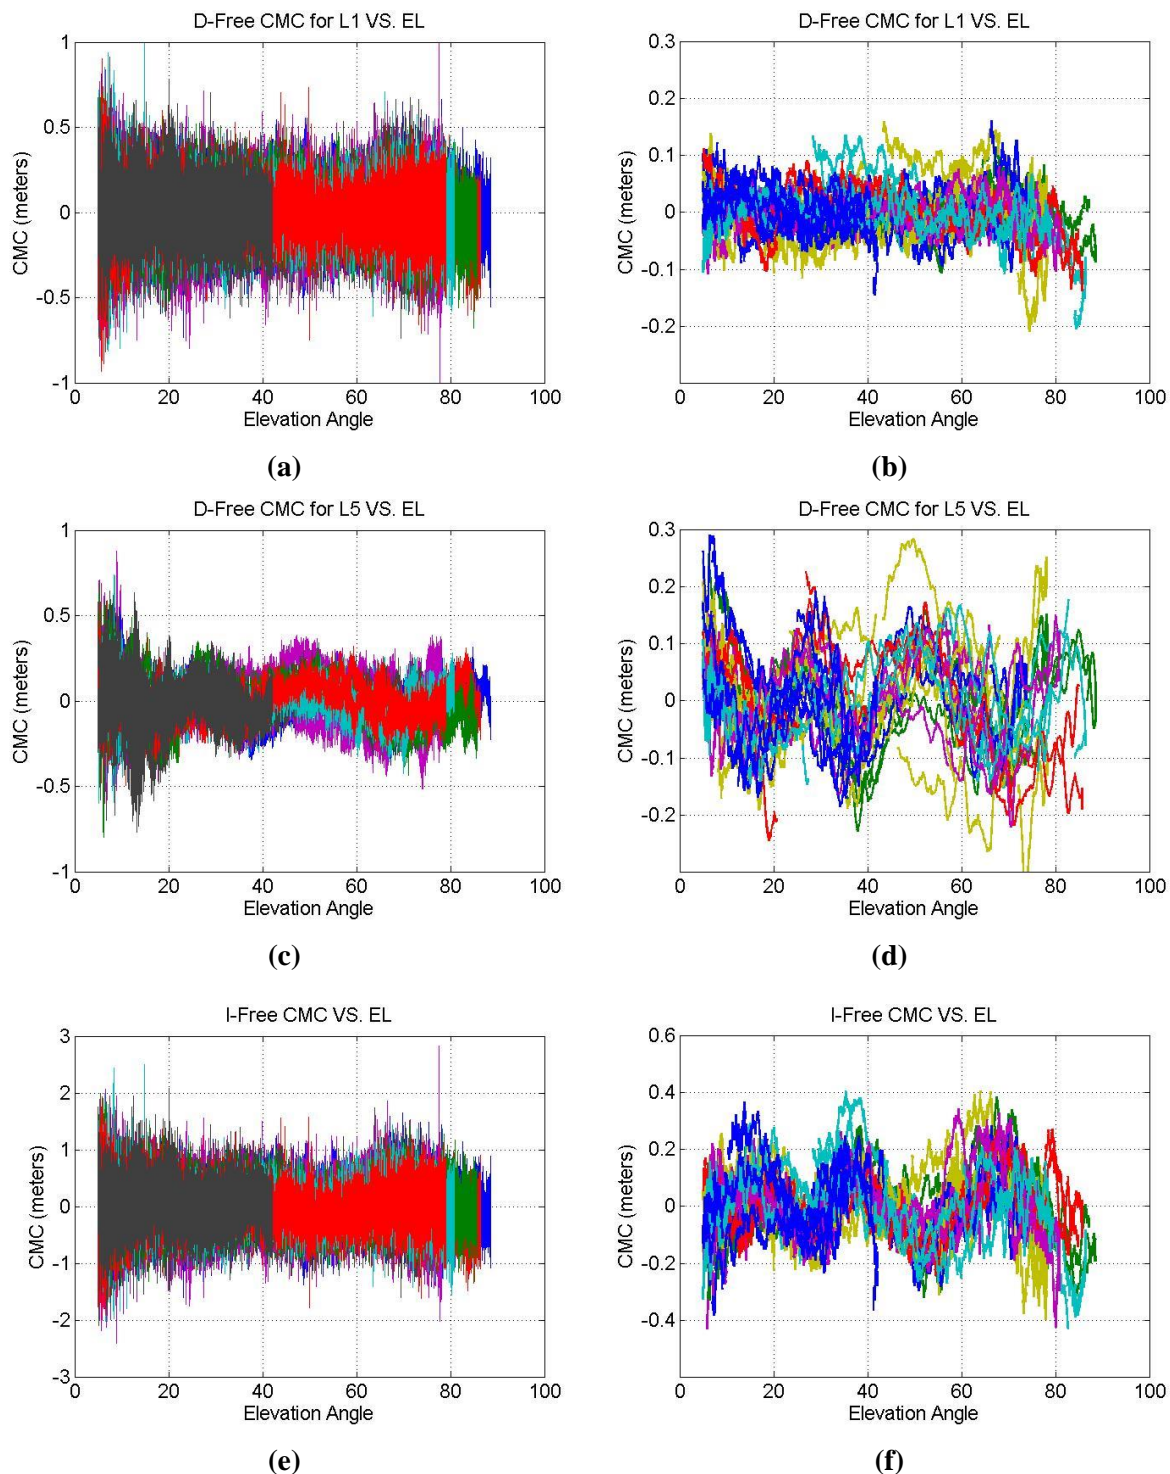 D-Free CMC for L1 VS. EL
CMC (meters)
1
0.5
0
-0.5
-1
0 20 40 60 80 100
Elevation Angle
(a)
D-Free CMC for L1 VS. EL
CMC (meters)
0.3
0.2
0.1
0
-0.1
-0.2
0 20 40 60 80 100
Elevation Angle
(b)
D-Free CMC for L5 VS. EL
CMC (meters)
1
0.5
0
-0.5
-1
0 20 40 60 80 100
Elevation Angle
(c)
D-Free CMC for L5 VS. EL
CMC (meters)
0.3
0.2
0.1
0
-0.1
-0.2
0 20 40 60 80 100
Elevation Angle
(d)
I-Free CMC VS. EL
CMC (meters)
3
2
1
0
-1
-2
-3
0 20 40 60 80 100
Elevation Angle
(e)
I-Free CMC VS. EL
CMC (meters)
0.6
0.4
0.2
0
-0.2
-0.4
0 20 40 60 80 100
Elevation Angle
(f)